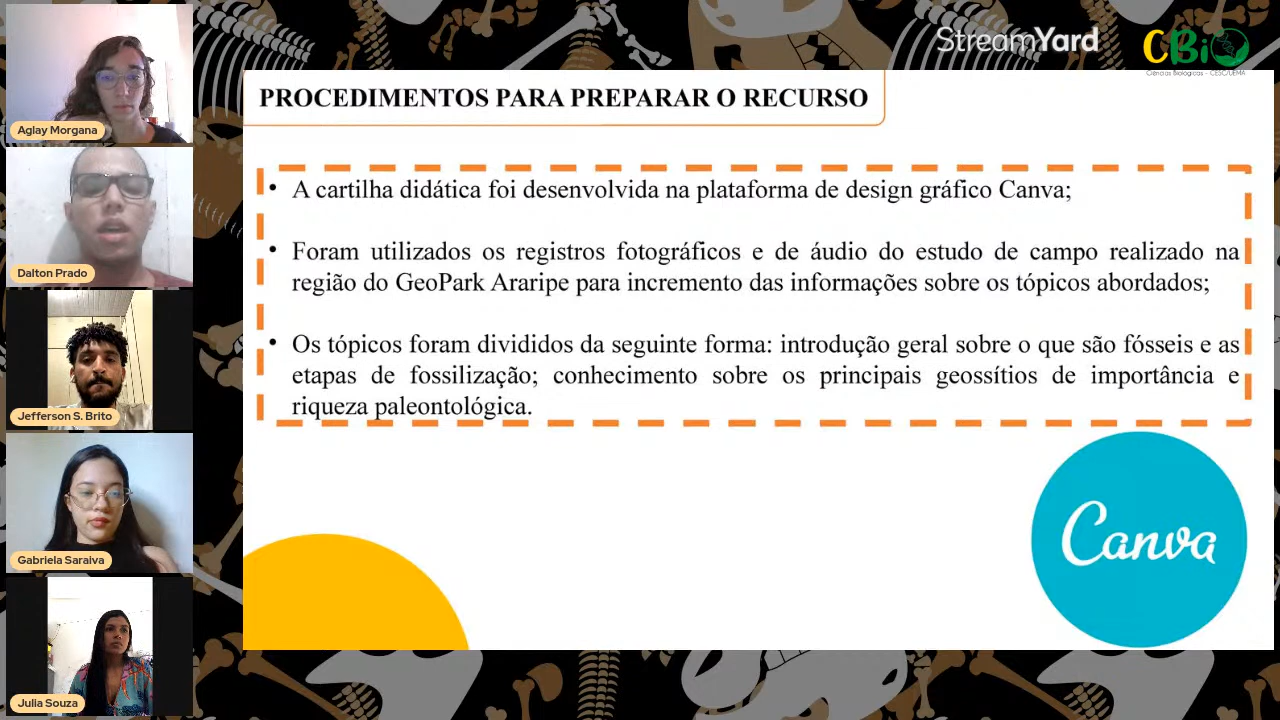 StreamYard
CBiO
Ciências Biológicas - CESC/UEMA
PROCEDIMENTOS PARA PREPARAR O RECURSO
• A cartilha didática foi desenvolvida na plataforma de design gráfico Canva;
• Foram utilizados os registros fotográficos e de áudio do estudo de campo realizado na
região do GeoPark Araripe para incremento das informações sobre os tópicos abordados;
• Os tópicos foram divididos da seguinte forma: introdução geral sobre o que são fósseis e as
etapas de fossilização; conhecimento sobre os principais geossítios de importância e
riqueza paleontológica.
Canva
Aglay Morgana
Dalton Prado
Jefferson S. Brito
Gabriela Saraiva
Julia Souza